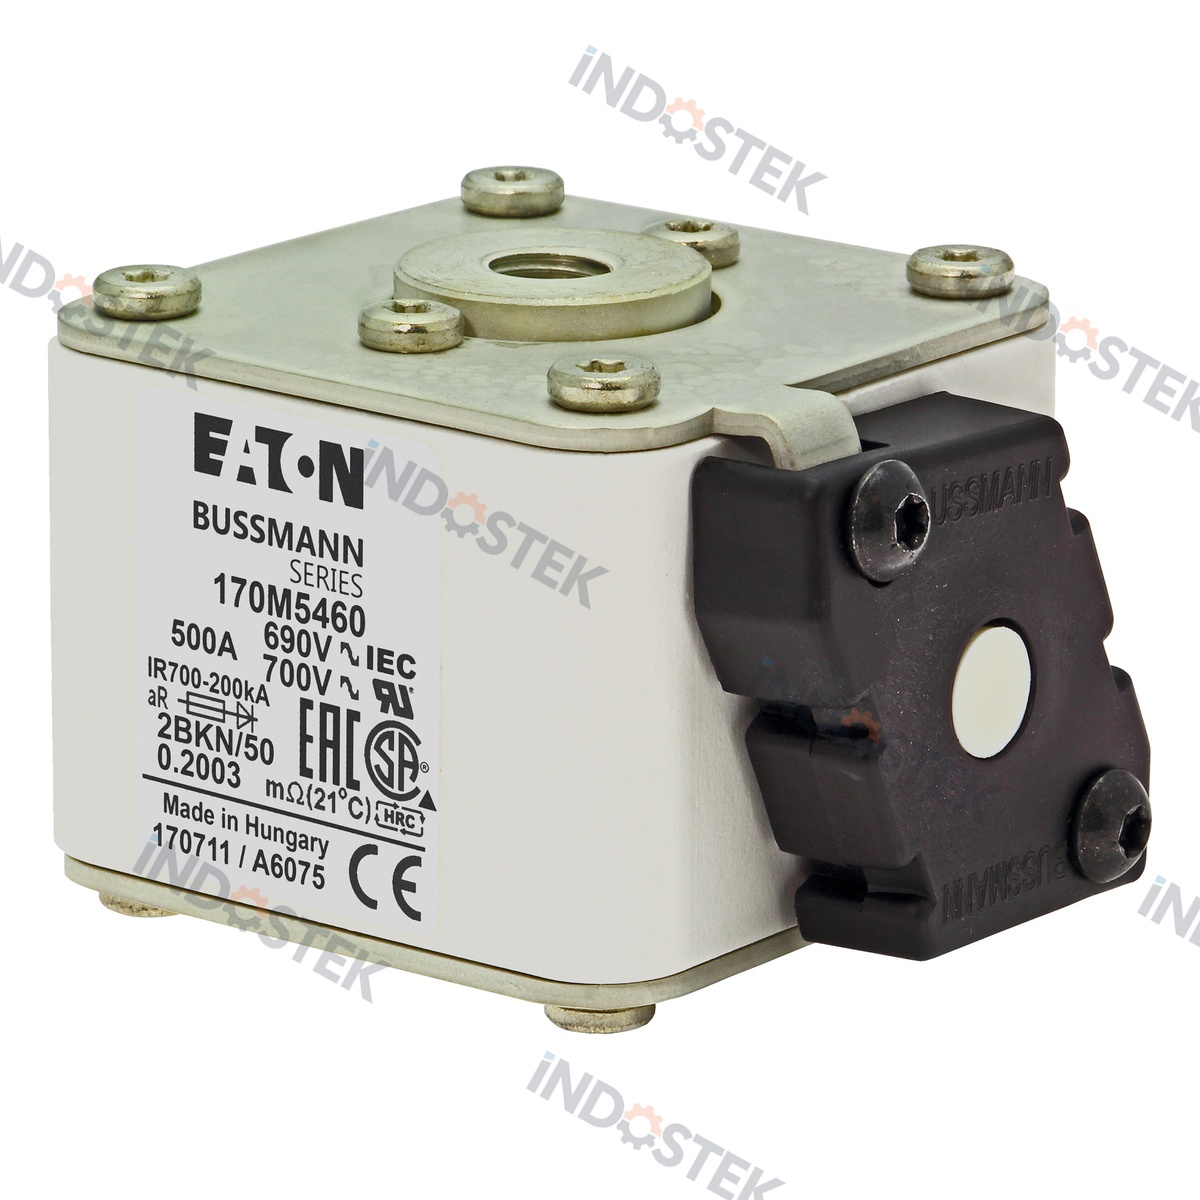 iNDOSTEK
iNDOSTEK
iNDOSTEK
EATON
BUSSMANN
SERIES
170M5460
500A 690V IEC
700V
IR700-200kA
aR
2BKN/50
0.2003 mΩ(21°C)
EAC
SA®
HRC
Made in Hungary
170711 / A6075
CE
BUSSMANN
BUSSMANN
iNDOSTEK
iNDOSTEK
iNDOSTEK
iND
iNDOSTEK